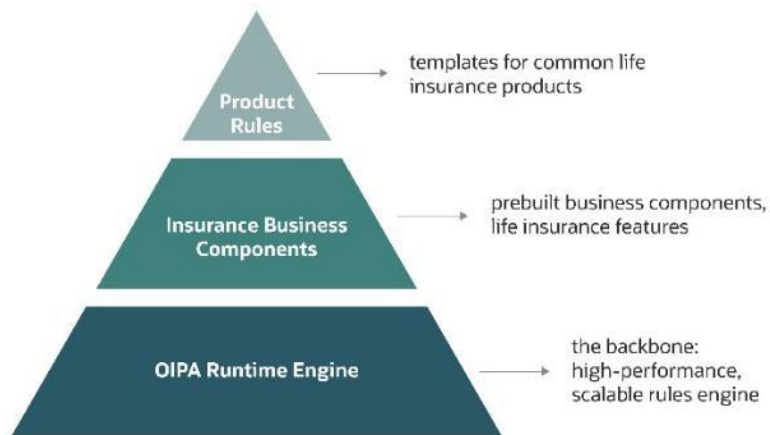 Product
Rules
templates for common life
insurance products
Insurance Business
Components
prebuilt business components,
life insurance features
OIPA Runtime Engine
the backbone:
high-performance,
scalable rules engine